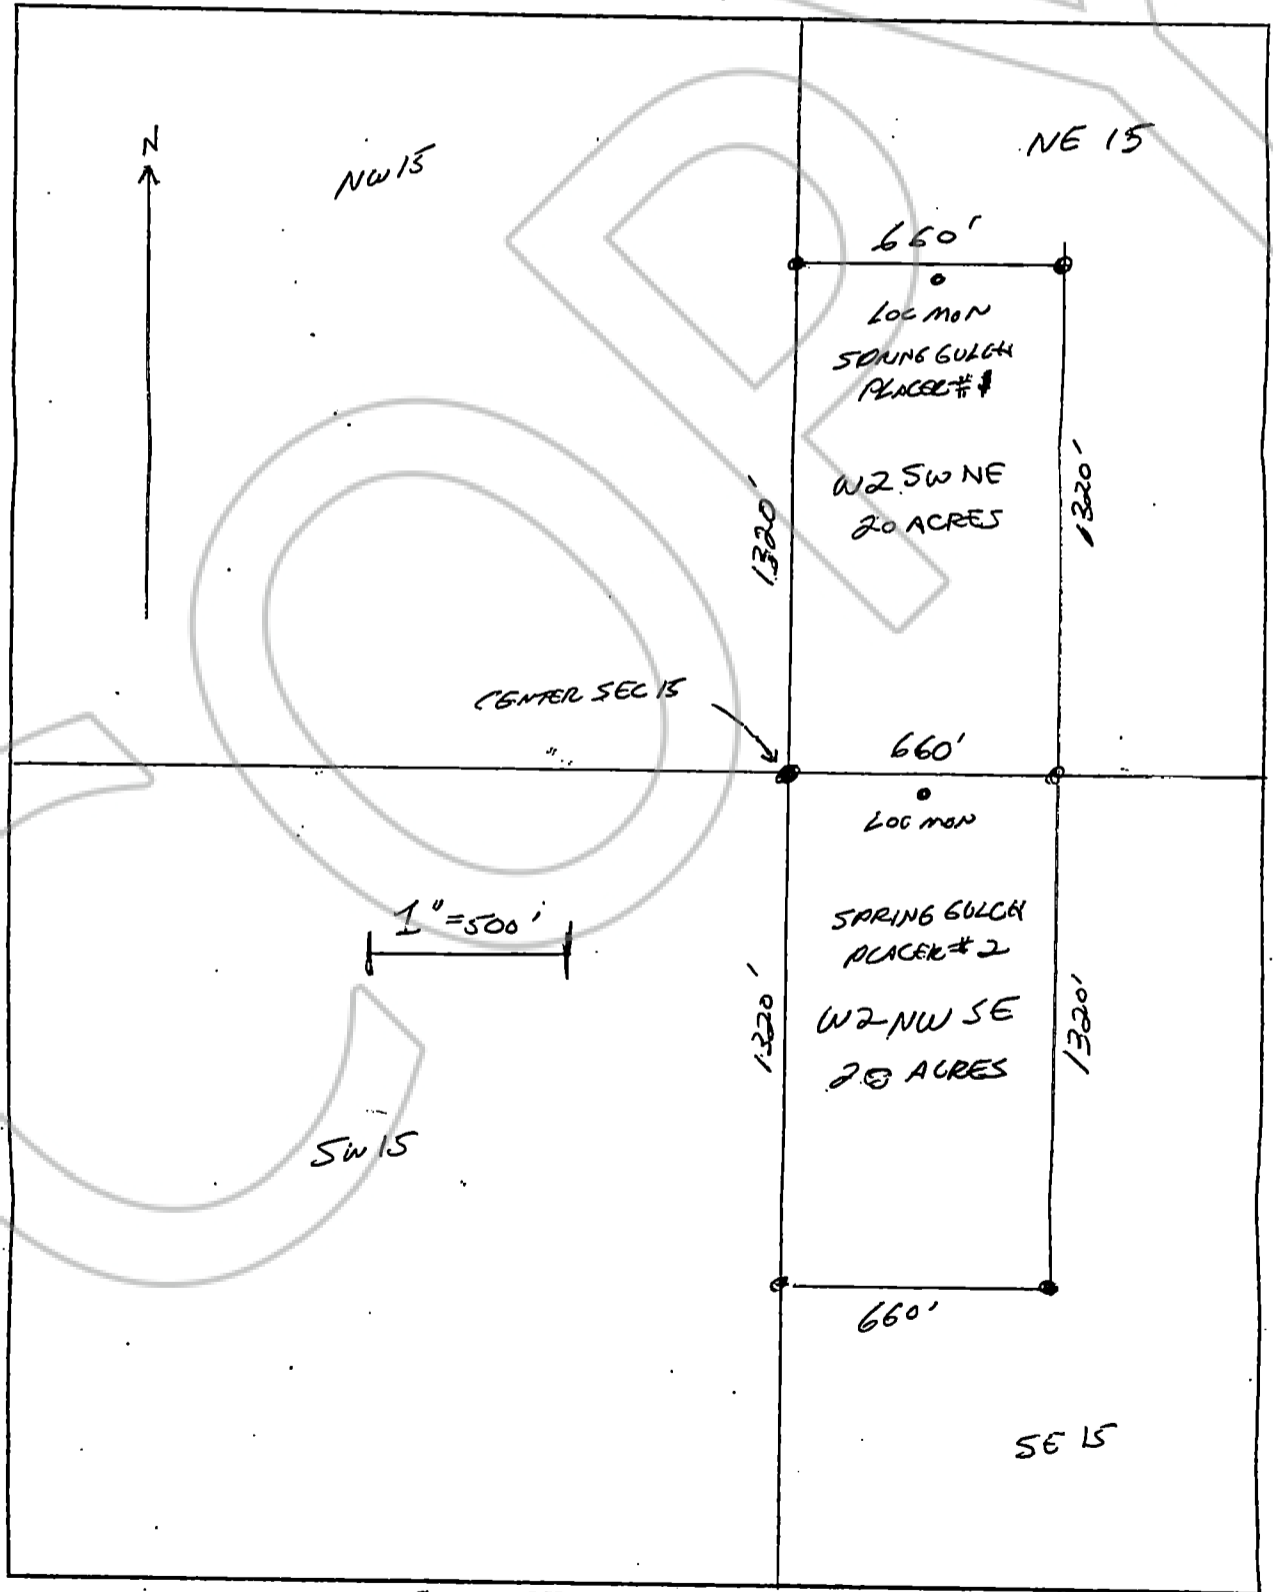 N
NW 15
NE 15
660'
LOC MON
SPRING GULCH
PLACER #1
W2 SW NE
20 ACRES
1320'
1320'
CENTER SEC 15
660'
LOC MON
1" = 500'
SPRING GULCH
PLACER #2
W2 NW SE
20 ACRES
1320'
1320'
SW 15
660'
SE 15
COPY